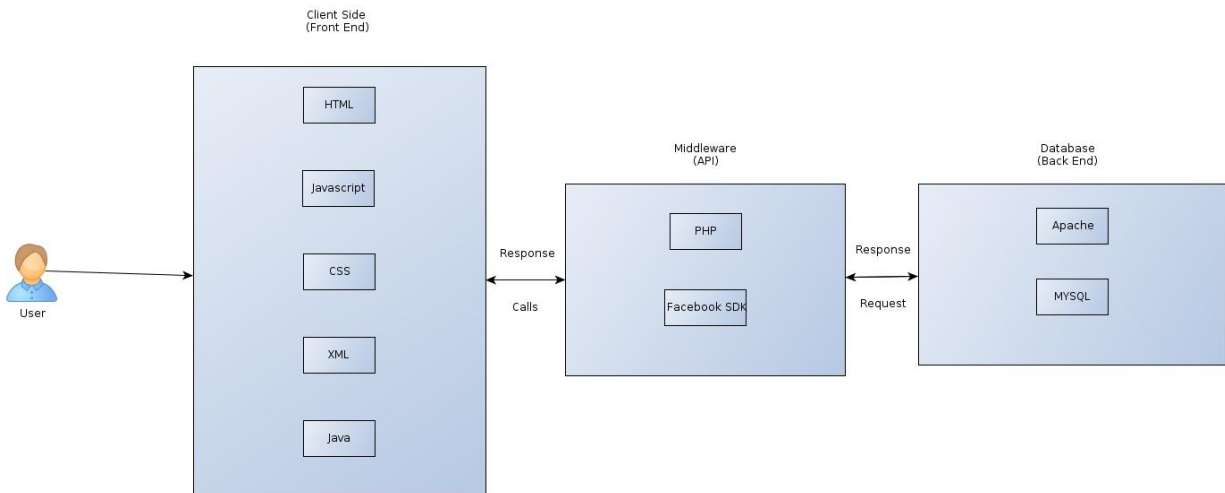 Client Side
(Front End)
HTML
Javascript
CSS
XML
Java
User
Response
Calls
Middleware
(API)
PHP
Facebook SDK
Response
Request
Database
(Back End)
Apache
MYSQL